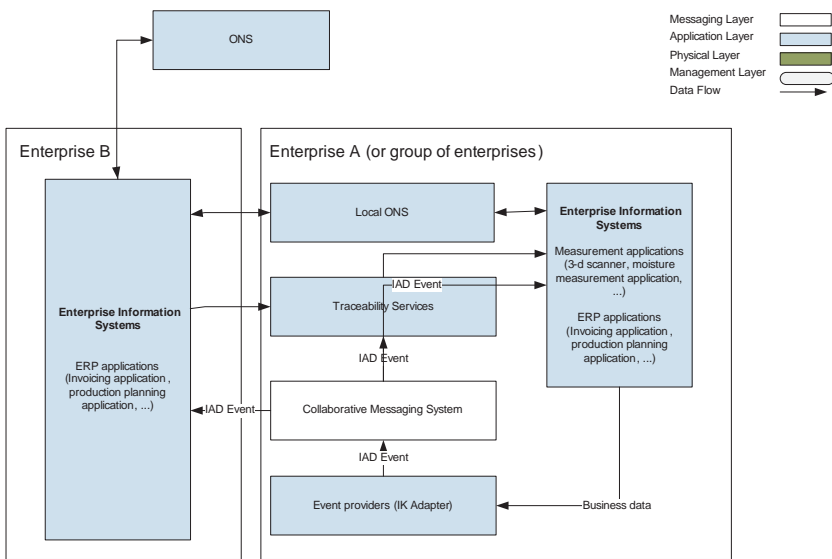 ONS
Messaging Layer
Application Layer
Physical Layer
Management Layer
Data Flow
Enterprise B
Enterprise A (or group of enterprises)
Local ONS
Enterprise Information
Systems
Measurement applications
(3-d scanner, moisture
measurement application,
...)
ERP applications
(Invoicing application,
production planning
application, ...)
IAD Event
Traceability Services
Enterprise Information
Systems
ERP applications
(Invoicing application,
production planning
application, ...)
IAD Event
IAD Event
Collaborative Messaging System
IAD Event
Event providers (IK Adapter)
Business data